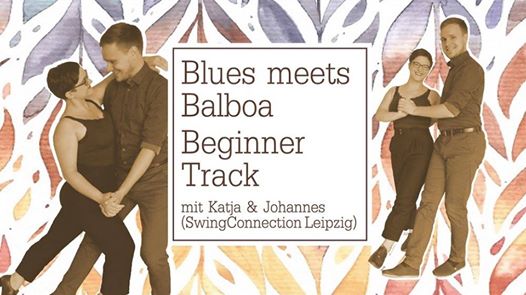 Blues meets
Balboa
Beginner
Track
mit Katja & Johannes
(SwingConnection Leipzig)